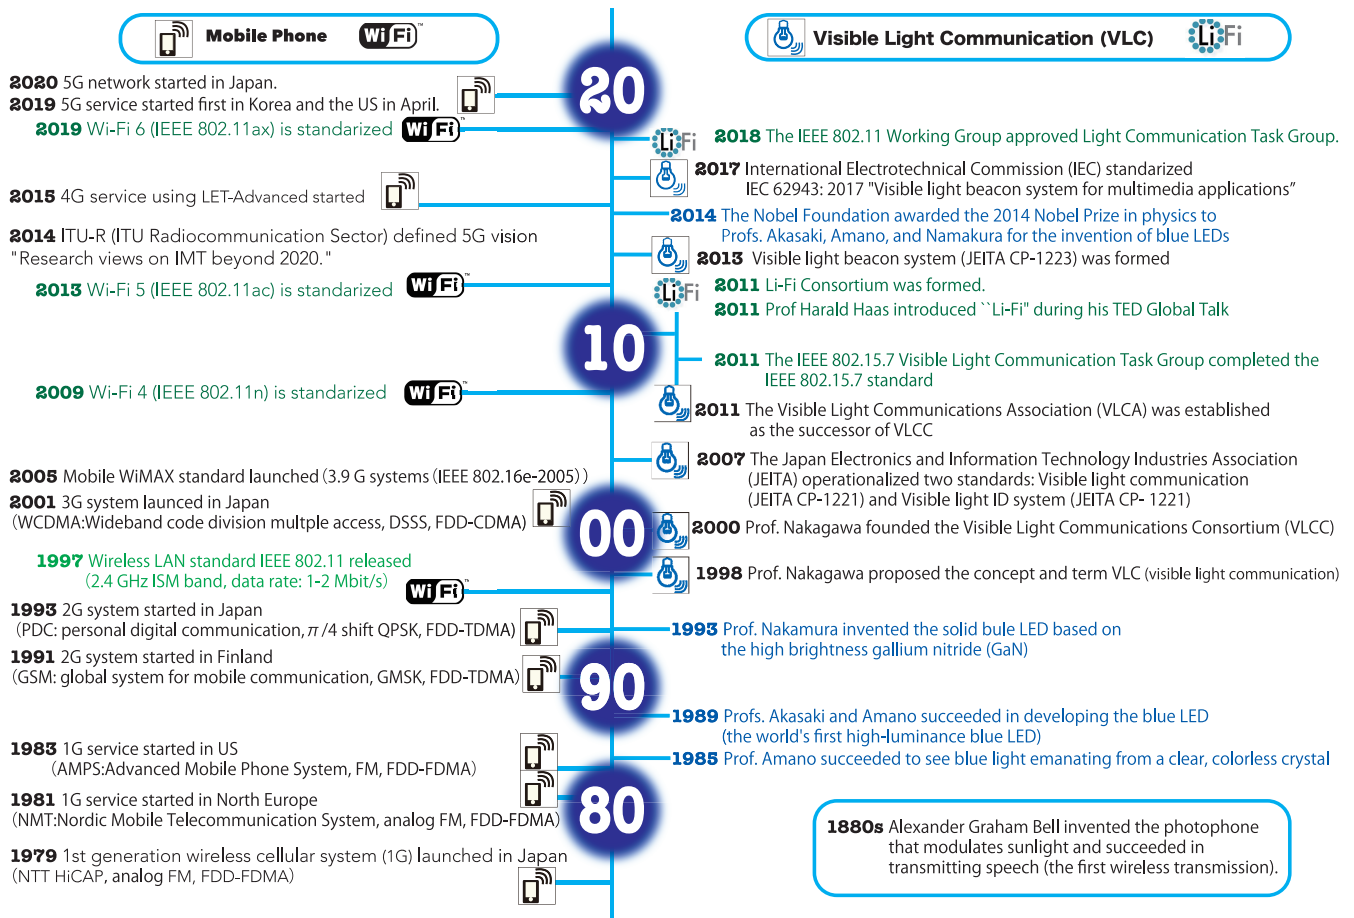 Mobile Phone
Wi Fi™
2020 5G network started in Japan.
2019 5G service started first in Korea and the US in April.
2019 Wi-Fi 6 (IEEE 802.11ax) is standarized
Wi Fi™
2015 4G service using LET-Advanced started
2014 ITU-R (ITU Radiocommunication Sector) defined 5G vision
"Research views on IMT beyond 2020."
2013 Wi-Fi 5 (IEEE 802.11ac) is standarized
Wi Fi™
2009 Wi-Fi 4 (IEEE 802.11n) is standarized
Wi Fi™
2005 Mobile WiMAX standard launched (3.9 G systems (IEEE 802.16e-2005))
2001 3G system launced in Japan
(WCDMA:Wideband code division multple access, DSSS, FDD-CDMA)
1997 Wireless LAN standard IEEE 802.11 released
(2.4 GHz ISM band, data rate: 1-2 Mbit/s)
Wi Fi™
1993 2G system started in Japan
(PDC: personal digital communication, π/4 shift QPSK, FDD-TDMA)
1991 2G system started in Finland
(GSM: global system for mobile communication, GMSK, FDD-TDMA)
1983 1G service started in US
(AMPS:Advanced Mobile Phone System, FM, FDD-FDMA)
1981 1G service started in North Europe
(NMT:Nordic Mobile Telecommunication System, analog FM, FDD-FDMA)
1979 1st generation wireless cellular system (1G) launched in Japan
(NTT HiCAP, analog FM, FDD-FDMA)
20
10
00
90
80
Visible Light Communication (VLC)
LiFi
LiFi
2018 The IEEE 802.11 Working Group approved Light Communication Task Group.
2017 International Electrotechnical Commission (IEC) standarized
IEC 62943: 2017 "Visible light beacon system for multimedia applications”
2014 The Nobel Foundation awarded the 2014 Nobel Prize in physics to
Profs. Akasaki, Amano, and Namakura for the invention of blue LEDs
2013 Visible light beacon system (JEITA CP-1223) was formed
LiFi
2011 Li-Fi Consortium was formed.
2011 Prof Harald Haas introduced ``Li-Fi" during his TED Global Talk
2011 The IEEE 802.15.7 Visible Light Communication Task Group completed the
IEEE 802.15.7 standard
2011 The Visible Light Communications Association (VLCA) was established
as the successor of VLCC
2007 The Japan Electronics and Information Technology Industries Association
(JEITA) operationalized two standards: Visible light communication
(JEITA CP-1221) and Visible light ID system (JEITA CP- 1221)
2000 Prof. Nakagawa founded the Visible Light Communications Consortium (VLCC)
1998 Prof. Nakagawa proposed the concept and term VLC (visible light communication)
1993 Prof. Nakamura invented the solid bule LED based on
the high brightness gallium nitride (GaN)
1989 Profs. Akasaki and Amano succeeded in developing the blue LED
(the world's first high-luminance blue LED)
1985 Prof. Amano succeeded to see blue light emanating from a clear, colorless crystal
1880s Alexander Graham Bell invented the photophone
that modulates sunlight and succeeded in
transmitting speech (the first wireless transmission).